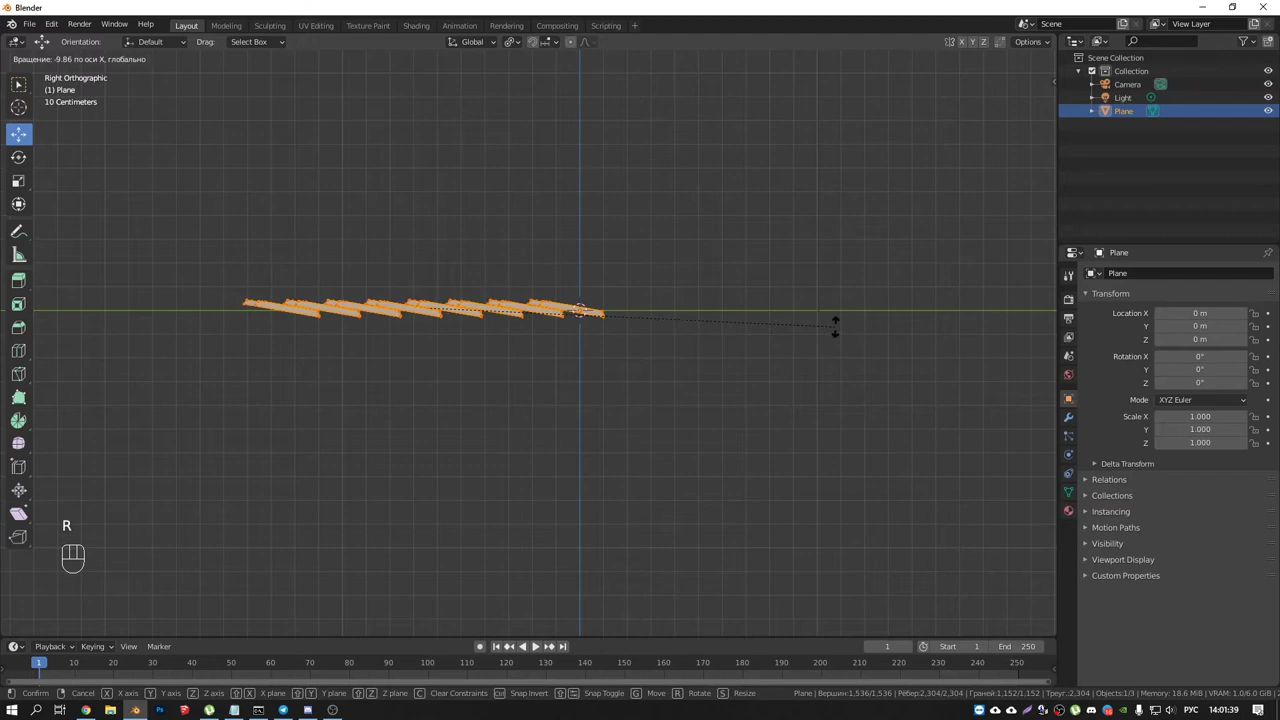 Blender
File Edit Render Window Help Layout Modeling Sculpting UV Editing Texture Paint Shading Animation Rendering Compositing Scripting + Scene View Layer
Orientation: Default Drag: Select Box Global X Y Z Options
Вращение: -9.86 по оси X, глобально
Right Orthographic
(1) Plane
10 Centimeters
Scene Collection
Collection
Camera
Light
Plane
Plane
Plane
Transform
Location X 0 m
Y 0 m
Z 0 m
Rotation X 0°
Y 0°
Z 0°
Mode XYZ Euler
Scale X 1.000
Y 1.000
Z 1.000
Delta Transform
Relations
Collections
Instancing
Motion Paths
Visibility
Viewport Display
Custom Properties
R
Playback Keying View Marker 1 Start 1 End 250
1 10 20 30 40 50 60 70 80 90 100 110 120 130 140 150 160 170 180 190 200 210 220 230 240 250
Confirm Cancel X X axis Y Y axis Z Z axis X X plane Y Y plane Z Z plane C Clear Constraints Snap Invert Snap Toggle G Move R Rotate S Resize Plane | Вершин:1,536/1,536 | Рёбер:2,304/2,304 | Граней:1,152/1,152 | Треуг.:2,304 | Objects:1/3 | Memory: 18.6 MiB | VRAM: 1.0/6.0 GiB
РУС 14:01:39